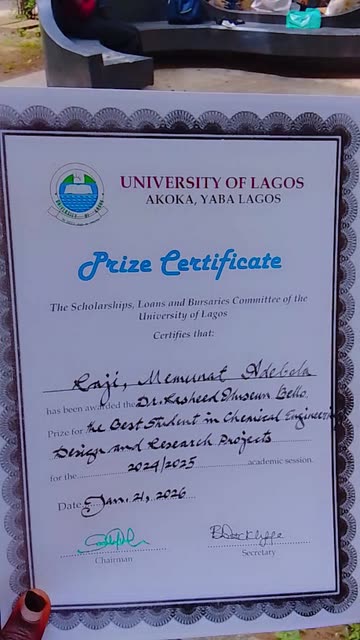 UNIVERSITY OF LAGOS
AKOKA, YABA LAGOS
Prize Certificate
The Scholarships, Loans and Bursaries Committee of the
University of Lagos
Certifies that:
Raji, Memunat Adebola
has been awarded the Dr. Rasheed Oluseun Bello
Prize for the Best Student in Chemical Engineering
Design and Research Projects
for the 2024/2025 academic session.
Date Jan. 21, 2026
Chairman
Secretary